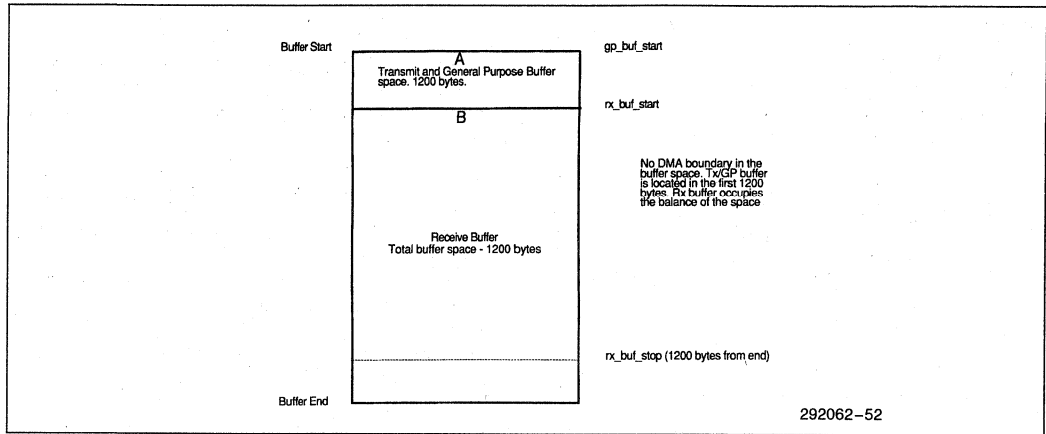 Buffer Start
gp_buf_start
A
Transmit and General Purpose Buffer
space. 1200 bytes.
rx_buf_start
B
No DMA boundary in the
buffer space. Tx/GP buffer
is located in the first 1200
bytes. Rx buffer occupies
the balance of the space
Receive Buffer
Total buffer space - 1200 bytes
rx_buf_stop (1200 bytes from end)
Buffer End
292062-52